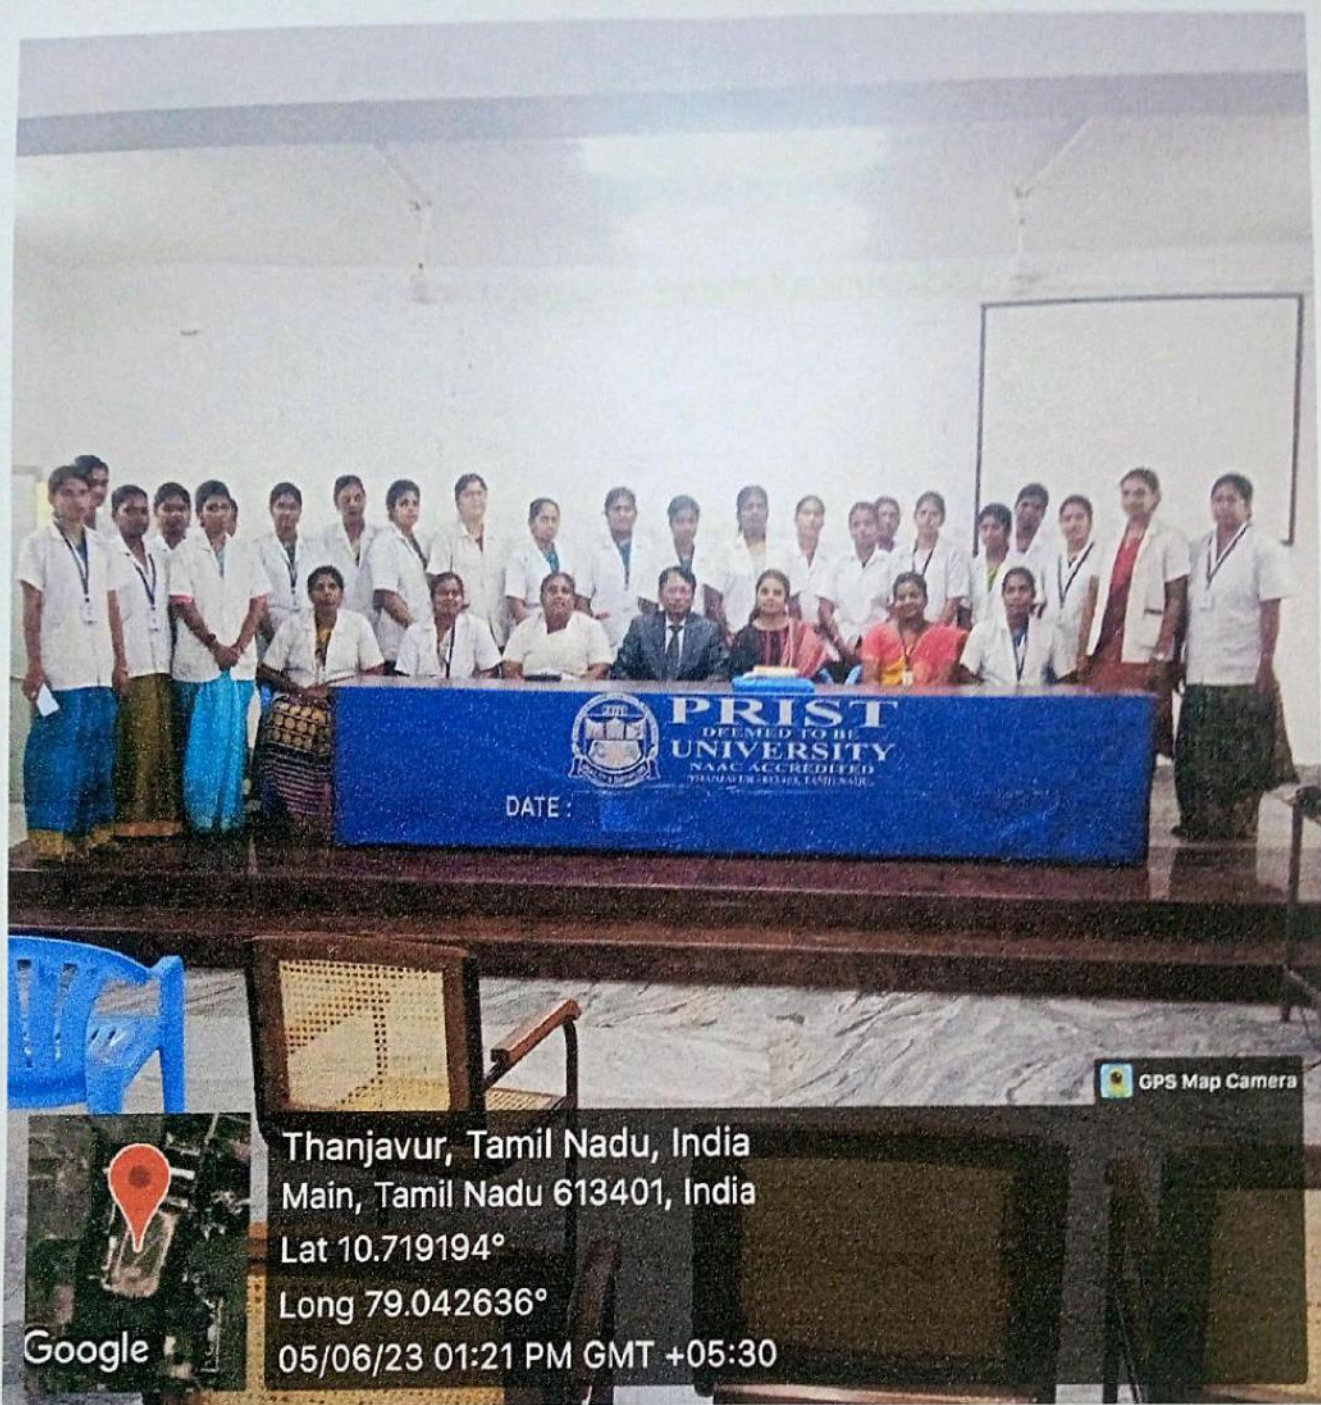 PRIST
DEEMED TO BE
UNIVERSITY
NAAC ACCREDITED
DATE :
GPS Map Camera
Thanjavur, Tamil Nadu, India
Main, Tamil Nadu 613401, India
Lat 10.719194°
Long 79.042636°
05/06/23 01:21 PM GMT +05:30
Google